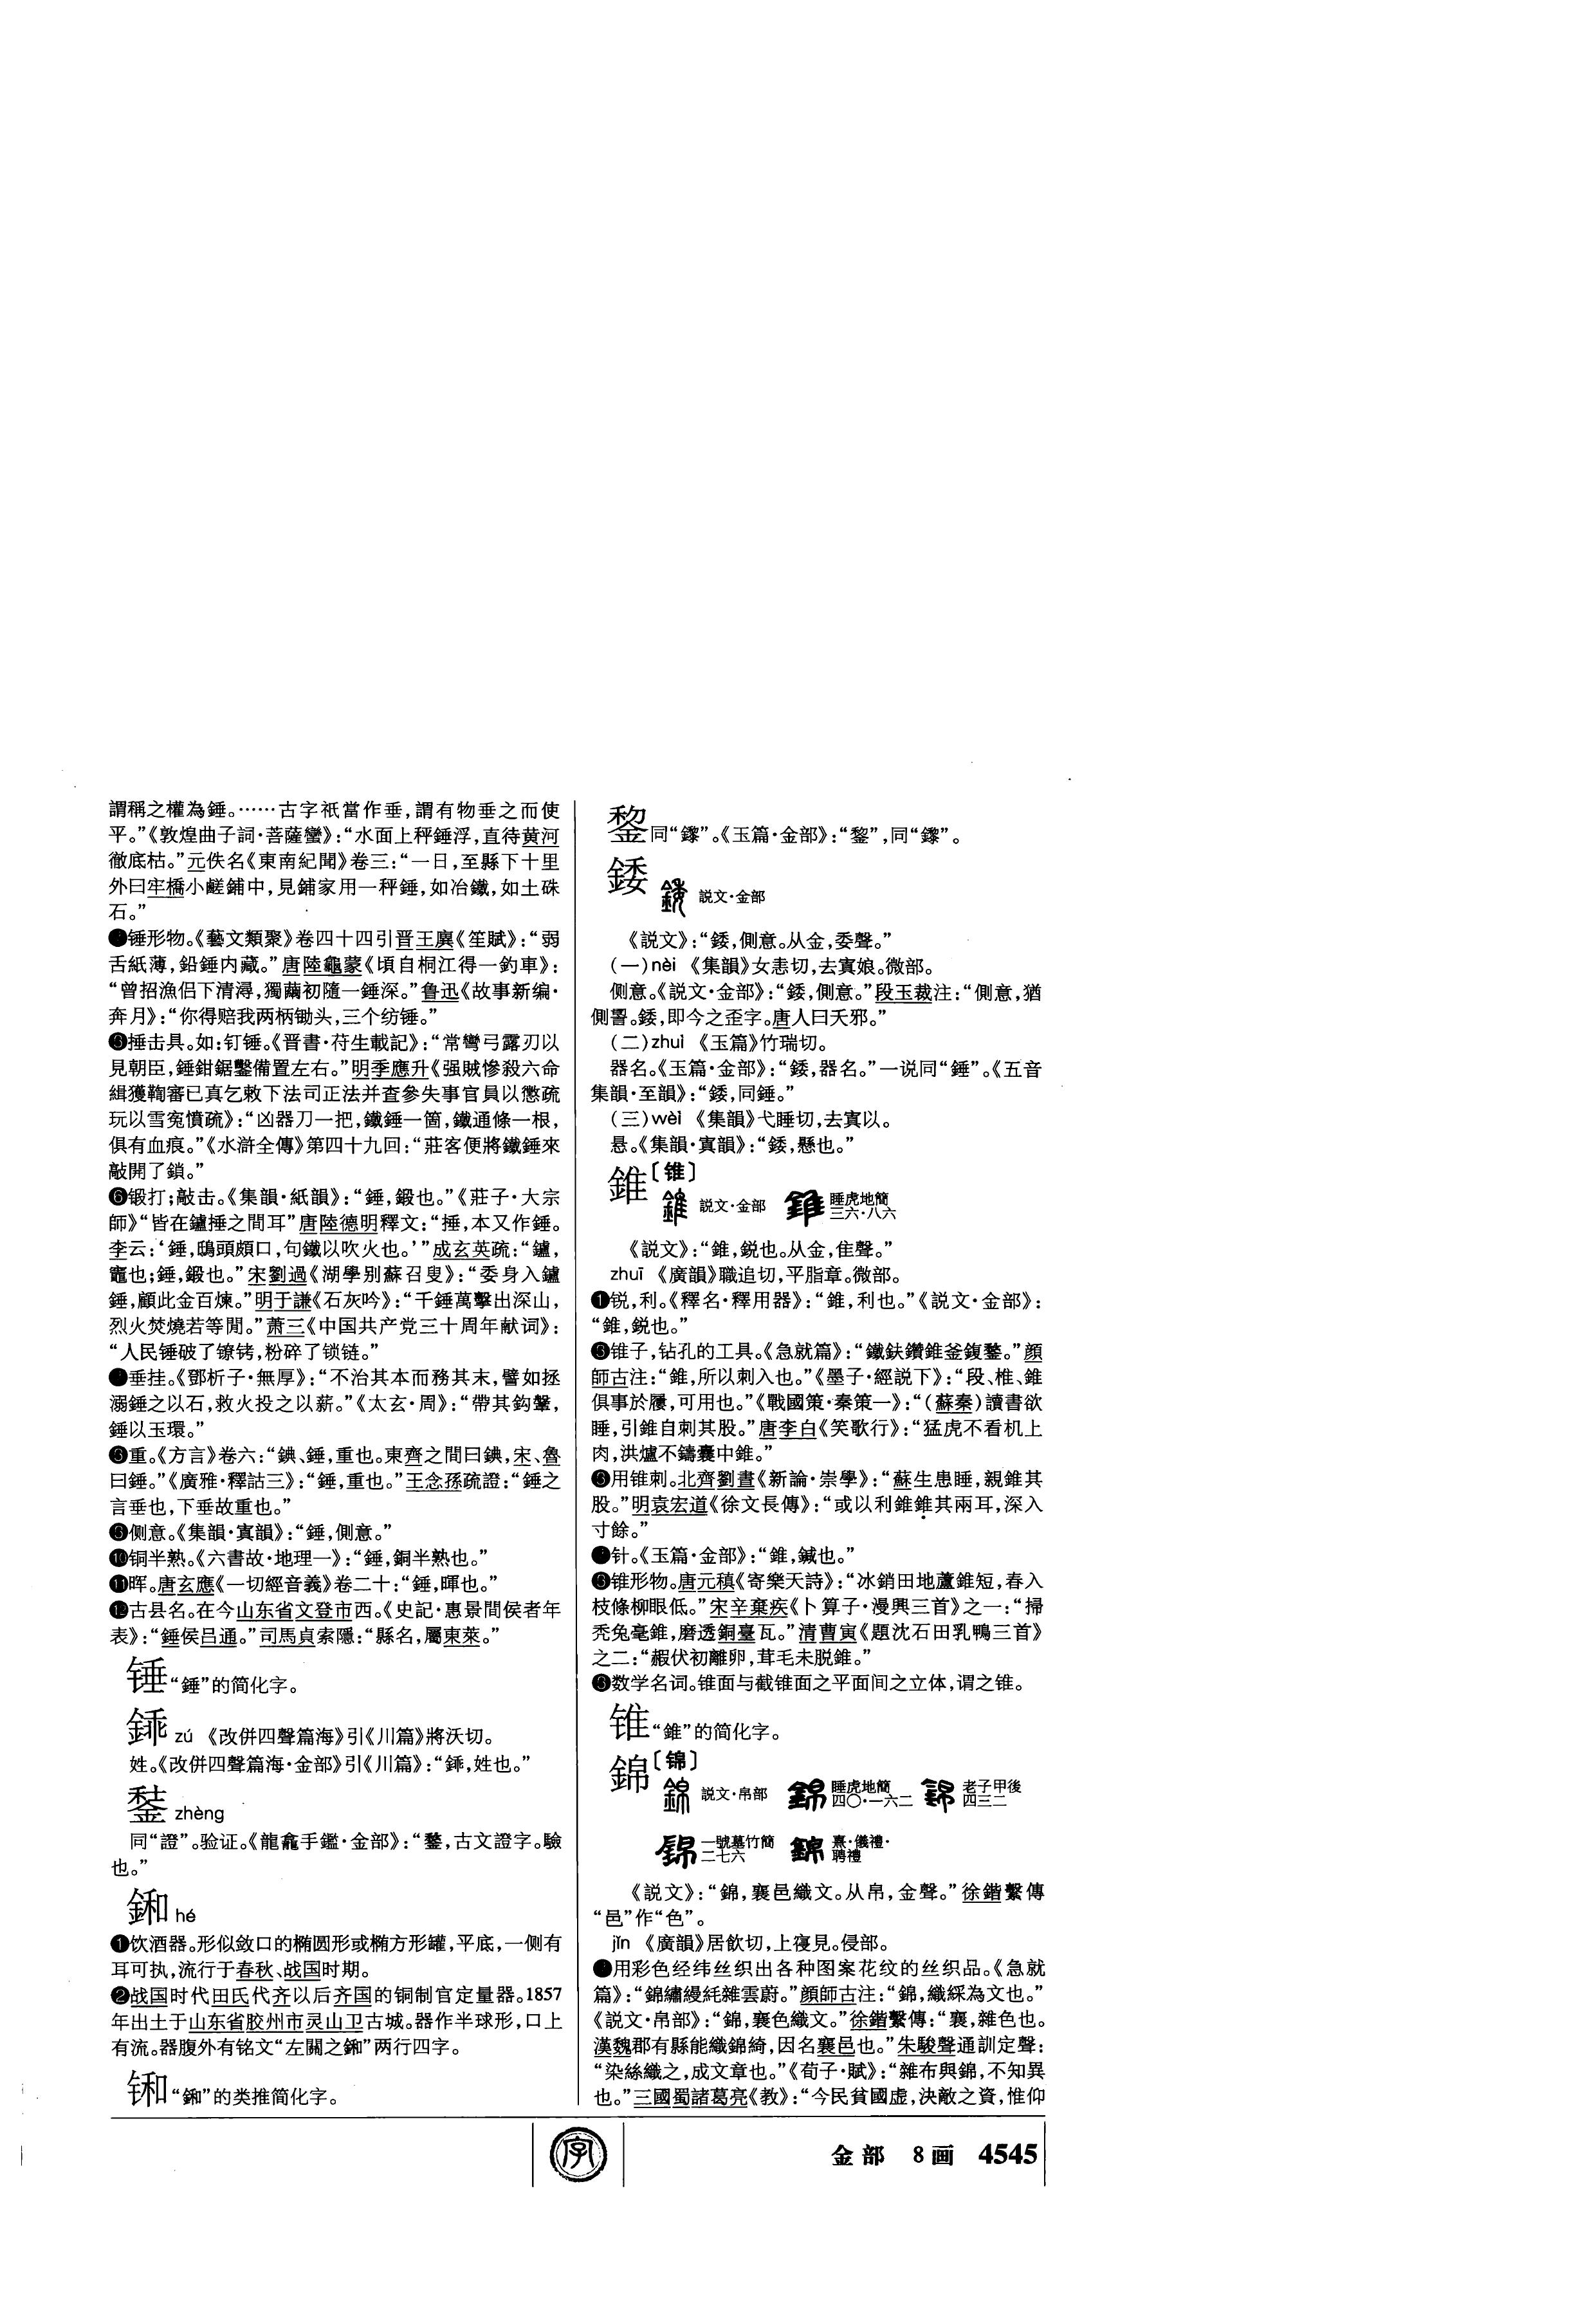 謂稱之權為錘。……古字祇當作垂,謂有物垂之而使
平。”《敦煌曲子詞·菩薩蠻》:“水面上秤錘浮,直待黄河
徹底枯。”元佚名《東南紀聞》卷三:“一日,至縣下十里
外曰牢橋小鹺鋪中,見鋪家用一秤錘,如冶鐵,如土硃
石。”
锤形物。《藝文類聚》卷四十四引晋王廙《笙賦》:“弱
舌紙薄,鉛錘内藏。”唐陸龜蒙《頃自桐江得一釣車》:
“曾招漁侣下清潯,獨繭初隨一錘深。”鲁迅《故事新编·
奔月》:“你得赔我两柄锄头,三个纺锤。”
捶击具。如:钉锤。《晋書·苻生載記》:“常彎弓露刃以
見朝臣,錘鉗鋸鑿備置左右。”明季應升《强賊慘殺六命
緝獲鞫審已真乞敕下法司正法并查參失事官員以懲疏
玩以雪寃憤疏》:“凶器刀一把,鐵錘一箇,鐵通條一根,
俱有血痕。”《水滸全傳》第四十九回:“莊客便將鐵錘來
敲開了鎖。”
❻锻打;敲击。《集韻·紙韻》:“錘,鍛也。”《莊子·大宗
師》“皆在鑪捶之間耳”唐陸德明釋文:“捶,本又作錘。
李云:‘錘,鴟頭頗口,句鐵以吹火也。’”成玄英疏:“鑪,
竈也;錘,鍛也。”宋劉過《湖學别蘇召叟》:“委身入鑪
錘,顧此金百煉。”明于謙《石灰吟》:“千錘萬擊出深山,
烈火焚燒若等閒。”萧三《中国共产党三十周年献词》:
“人民锤破了镣铐,粉碎了锁链。”
垂挂。《鄧析子·無厚》:“不治其本而務其末,譬如拯
溺錘之以石,救火投之以薪。”《太玄·周》:“帶其鈎鞶,
錘以玉環。”
重。《方言》卷六:“錪、錘,重也。東齊之間曰錪,宋、魯
曰錘。”《廣雅·釋詁三》:“錘,重也。”王念孫疏證:“錘之
言垂也,下垂故重也。”
侧意。《集韻·寘韻》:“錘,側意。”
❿铜半熟。《六書故·地理一》:“錘,銅半熟也。”
⓫晖。唐玄應《一切經音義》卷二十:“錘,暉也。”
⓬古县名。在今山东省文登市西。《史記·惠景間侯者年
表》:“錘侯吕通。”司馬貞索隱:“縣名,屬東萊。”
锤“錘”的简化字。
zú 《改併四聲篇海》引《川篇》將沃切。
姓。《改併四聲篇海·金部》引《川篇》:“,姓也。”
zhèng
同“證”。验证。《龍龕手鑑·金部》:“,古文證字。驗
也。”
鉌 hé
❶饮酒器。形似敛口的椭圆形或椭方形罐,平底,一侧有
耳可执,流行于春秋、战国时期。
❷战国时代田氏代齐以后齐国的铜制官定量器。1857
年出土于山东省胶州市灵山卫古城。器作半球形,口上
有流。器腹外有铭文“左關之鉌”两行四字。
“鉌”的类推简化字。
同“鑗”。《玉篇·金部》:“”,同“鑗”。
錗 説文·金部
《説文》:“錗,側意。从金,委聲。”
(一)nèi 《集韻》女恚切,去寘娘。微部。
侧意。《説文·金部》:“錗,側意。”段玉裁注:“側意,猶
側詈。錗,即今之歪字。唐人曰夭邪。”
(二)zhuì 《玉篇》竹瑞切。
器名。《玉篇·金部》:“錗,器名。”一说同“錘”。《五音
集韻·至韻》:“錗,同錘。”
(三)wèi 《集韻》弋睡切,去寘以。
悬。《集韻·寘韻》:“錗,懸也。”
錐〔锥〕
説文·金部 睡虎地簡三六·八六
《説文》:“錐,鋭也。从金,隹聲。”
zhuī 《廣韻》職追切,平脂章。微部。
❶锐,利。《釋名·釋用器》:“錐,利也。”《説文·金部》:
“錐,鋭也。”
锥子,钻孔的工具。《急就篇》:“鐵鈇鑽錐釜鍑鍪。”顔
師古注:“錐,所以刺入也。”《墨子·經説下》:“段、椎、錐
俱事於履,可用也。”《戰國策·秦策一》:“(蘇秦)讀書欲
睡,引錐自刺其股。”唐李白《笑歌行》:“猛虎不看机上
肉,洪爐不鑄囊中錐。”
用锥刺。北齊劉晝《新論·崇學》:“蘇生患睡,親錐其
股。”明袁宏道《徐文長傳》:“或以利錐錐其兩耳,深入
寸餘。”
针。《玉篇·金部》:“錐,鍼也。”
锥形物。唐元稹《寄樂天詩》:“冰銷田地蘆錐短,春入
枝條柳眼低。”宋辛棄疾《卜算子·漫興三首》之一:“掃
禿兔毫錐,磨透銅臺瓦。”清曹寅《題沈石田乳鴨三首》
之二:“嘏伏初離卵,茸毛未脱錐。”
数学名词。锥面与截锥面之平面间之立体,谓之锥。
锥“錐”的简化字。
錦〔锦〕
説文·帛部 睡虎地簡四〇·一六二 老子甲後四三二
一號墓竹簡二七六 熹·儀禮·聘禮
《説文》:“錦,襄邑織文。从帛,金聲。”徐鍇繫傳
“邑”作“色”。
jǐn 《廣韻》居飲切,上寑見。侵部。
用彩色经纬丝织出各种图案花纹的丝织品。《急就
篇》:“錦繡縵䋃離雲爵。”顔師古注:“錦,織綵為文也。”
《説文·帛部》:“錦,襄色織文。”徐鍇繫傳:“襄,雜色也。
漢魏郡有縣能織錦綺,因名襄邑也。”朱駿聲通訓定聲:
“染絲織之,成文章也。”《荀子·賦》:“雜布與錦,不知異
也。”三國蜀諸葛亮《教》:“今民貧國虚,決敵之資,惟仰
字
金部 8画 4545